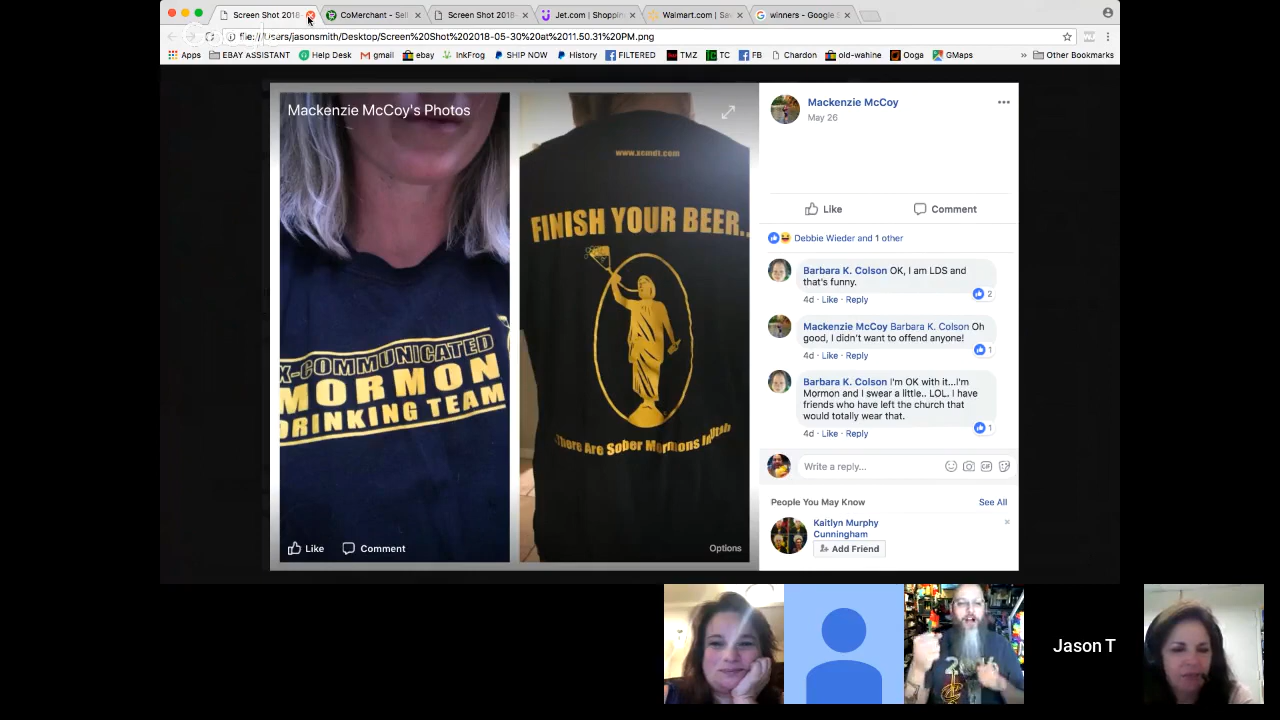 Screen Shot 2018-
CoMerchant - Sell
Screen Shot 2018-
Jet.com | Shoppin
Walmart.com | Sav
winners - Google S
file:///Users/jasonsmith/Desktop/Screen%20Shot%202018-05-30%20at%2011.50.31%20PM.png
Apps
EBAY ASSISTANT
Help Desk
gmail
ebay
InkFrog
SHIP NOW
History
FILTERED
TMZ
TC
FB
Chardon
old-wahine
Ooga
GMaps
»
Other Bookmarks
Mackenzie McCoy's Photos
X-COMMUNICATED
MORMON
DRINKING TEAM
www.xcmdt.com
FINISH YOUR BEER..
There Are Sober Mormons In Utah
Like
Comment
Options
Mackenzie McCoy
May 26
Like
Comment
Debbie Wieder and 1 other
Barbara K. Colson OK, I am LDS and
that's funny.
2
4d · Like · Reply
Mackenzie McCoy Barbara K. Colson Oh
good, I didn't want to offend anyone!
1
4d · Like · Reply
Barbara K. Colson I'm OK with it...I'm
Mormon and I swear a little.. LOL. I have
friends who have left the church that
would totally wear that.
1
4d · Like · Reply
Write a reply...
GIF
People You May Know
See All
Kaitlyn Murphy
Cunningham
Add Friend
Jason T